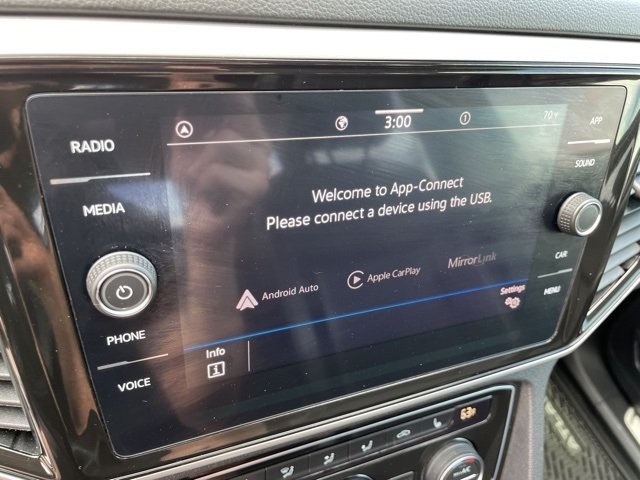 RADIO
MEDIA
PHONE
VOICE
3:00
70°F
APP
SOUND
CAR
MENU
Welcome to App-Connect
Please connect a device using the USB.
Android Auto
Apple CarPlay
MirrorLink
Settings
Info
i